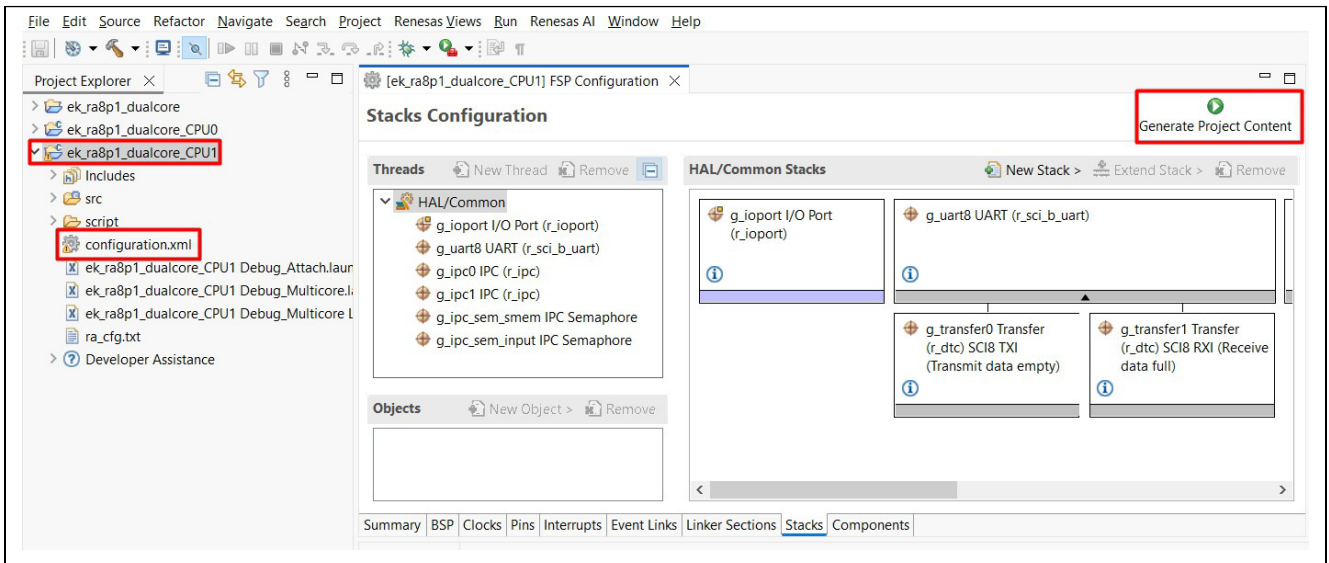 File Edit Source Refactor Navigate Search Project Renesas Views Run Renesas AI Window Help
Project Explorer
ek_ra8p1_dualcore
ek_ra8p1_dualcore_CPU0
ek_ra8p1_dualcore_CPU1
Includes
src
script
configuration.xml
ek_ra8p1_dualcore_CPU1 Debug_Attach.laun
ek_ra8p1_dualcore_CPU1 Debug_Multicore.la
ek_ra8p1_dualcore_CPU1 Debug_Multicore L
ra_cfg.txt
Developer Assistance
[ek_ra8p1_dualcore_CPU1] FSP Configuration
Stacks Configuration
Generate Project Content
Threads New Thread Remove
HAL/Common
g_ioport I/O Port (r_ioport)
g_uart8 UART (r_sci_b_uart)
g_ipc0 IPC (r_ipc)
g_ipc1 IPC (r_ipc)
g_ipc_sem_smem IPC Semaphore
g_ipc_sem_input IPC Semaphore
Objects New Object > Remove
HAL/Common Stacks New Stack > Extend Stack > Remove
g_ioport I/O Port
(r_ioport)
g_uart8 UART (r_sci_b_uart)
g_transfer0 Transfer
(r_dtc) SCI8 TXI
(Transmit data empty)
g_transfer1 Transfer
(r_dtc) SCI8 RXI (Receive
data full)
Summary BSP Clocks Pins Interrupts Event Links Linker Sections Stacks Components